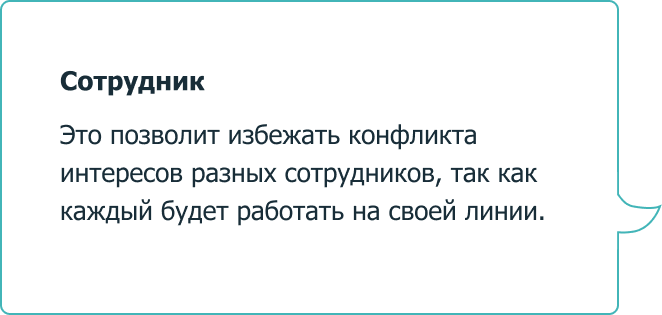 Сотрудник
Это позволит избежать конфликта
интересов разных сотрудников, так как
каждый будет работать на своей линии.